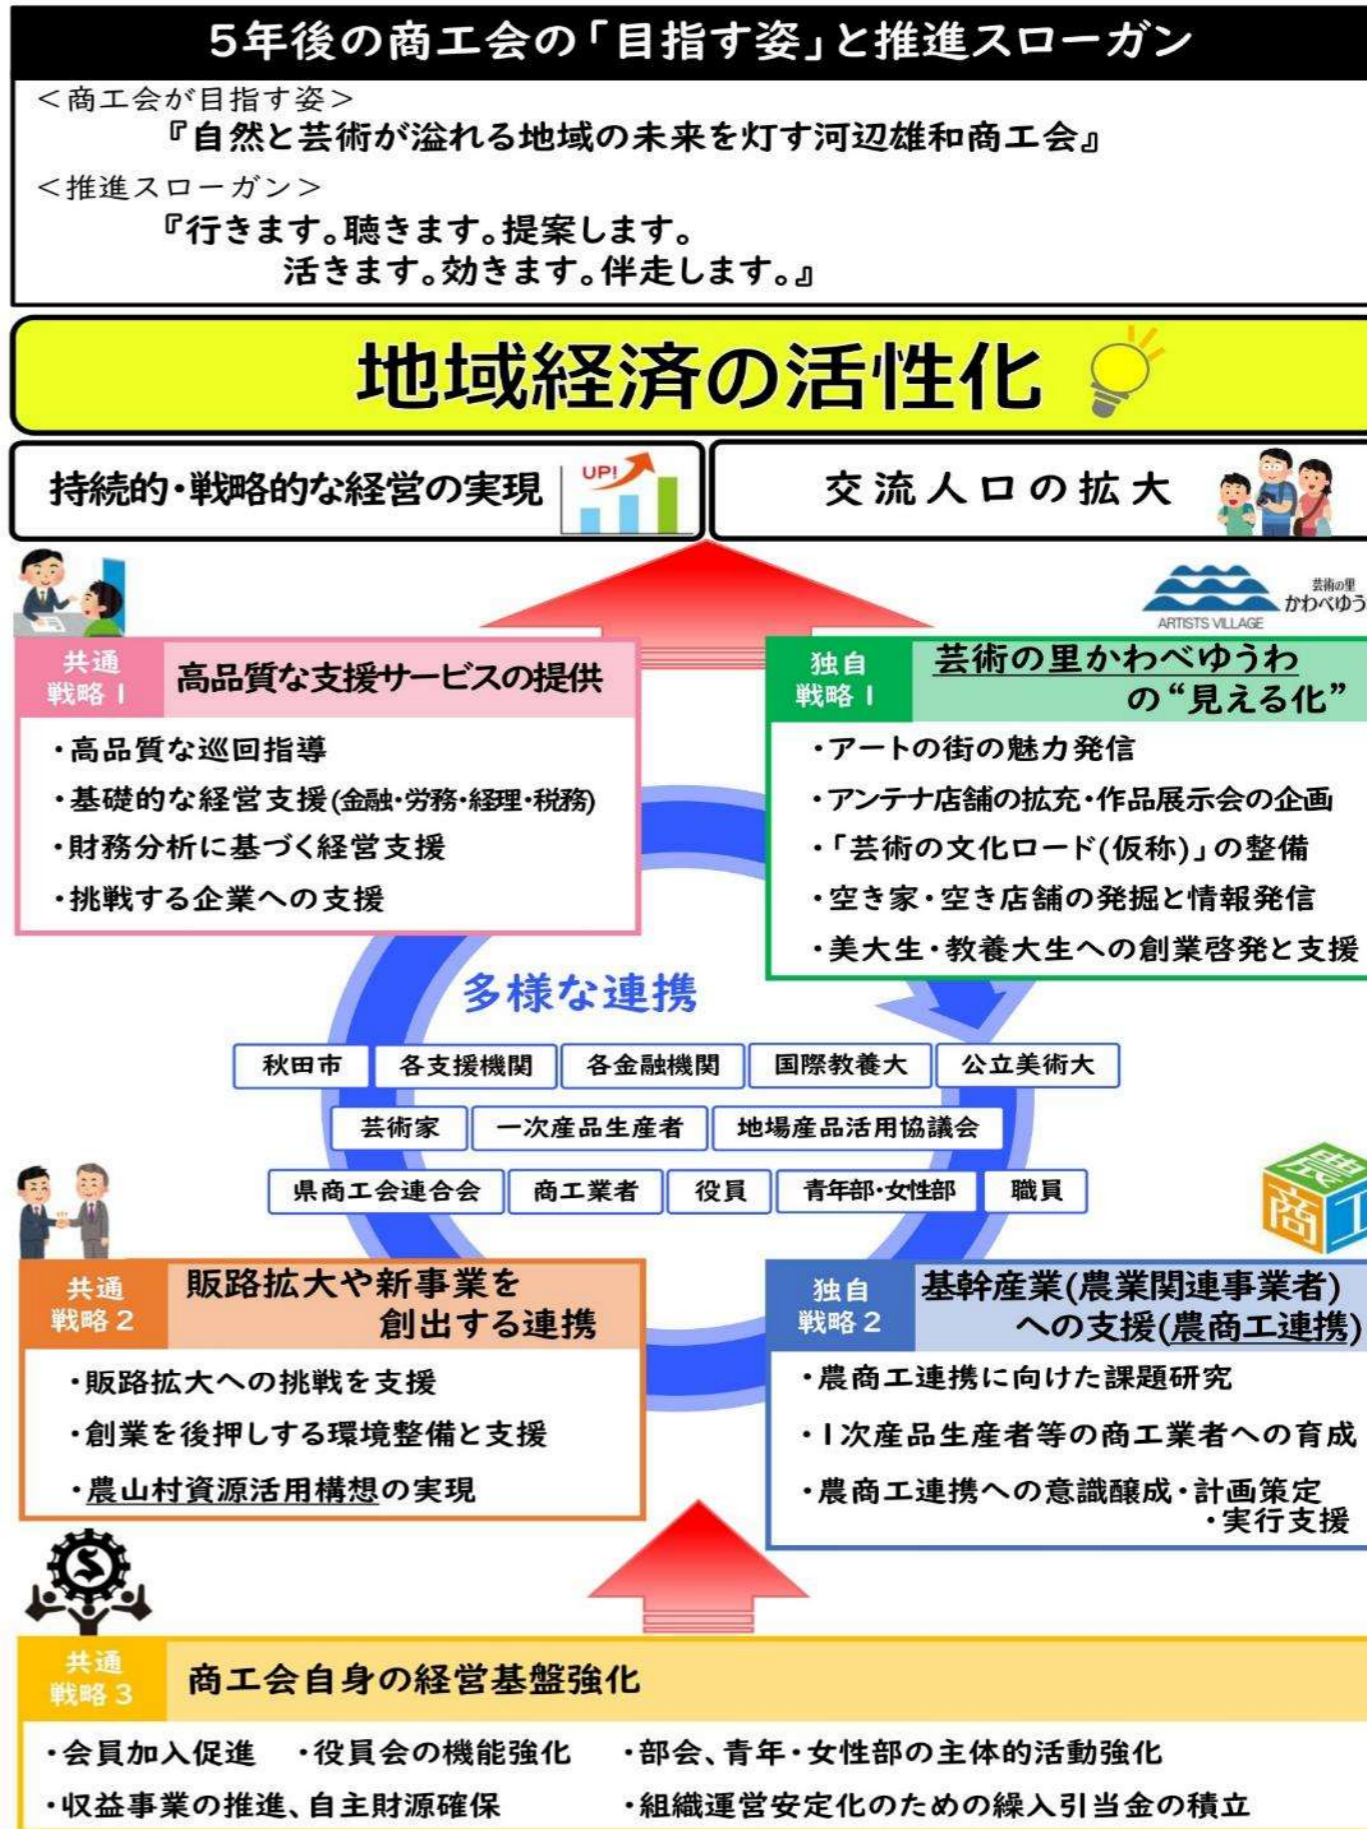 5年後の商工会の「目指す姿」と推進スローガン
＜商工会が目指す姿＞
『自然と芸術が溢れる地域の未来を灯す河辺雄和商工会』
＜推進スローガン＞
『行きます。聴きます。提案します。
活きます。効きます。伴走します。』
地域経済の活性化
持続的・戦略的な経営の実現
UP!
交流人口の拡大
芸術の里
かわべゆう
ARTISTS VILLAGE
共通
戦略1
高品質な支援サービスの提供
・高品質な巡回指導
・基礎的な経営支援(金融・労務・経理・税務)
・財務分析に基づく経営支援
・挑戦する企業への支援
独自
戦略1
芸術の里かわべゆうわ
の“見える化”
・アートの街の魅力発信
・アンテナ店舗の拡充・作品展示会の企画
・「芸術の文化ロード(仮称)」の整備
・空き家・空き店舗の発掘と情報発信
・美大生・教養大生への創業啓発と支援
多様な連携
秋田市 各支援機関 各金融機関 国際教養大 公立美術大
芸術家 一次産品生産者 地場産品活用協議会
県商工会連合会 商工業者 役員 青年部・女性部 職員
農
商 工
共通
戦略2
販路拡大や新事業を
創出する連携
・販路拡大への挑戦を支援
・創業を後押しする環境整備と支援
・農山村資源活用構想の実現
独自
戦略2
基幹産業(農業関連事業者)
への支援(農商工連携)
・農商工連携に向けた課題研究
・1次産品生産者等の商工業者への育成
・農商工連携への意識醸成・計画策定
・実行支援
S
共通
戦略3
商工会自身の経営基盤強化
・会員加入促進 ・役員会の機能強化 ・部会、青年・女性部の主体的活動強化
・収益事業の推進、自主財源確保 ・組織運営安定化のための繰入引当金の積立